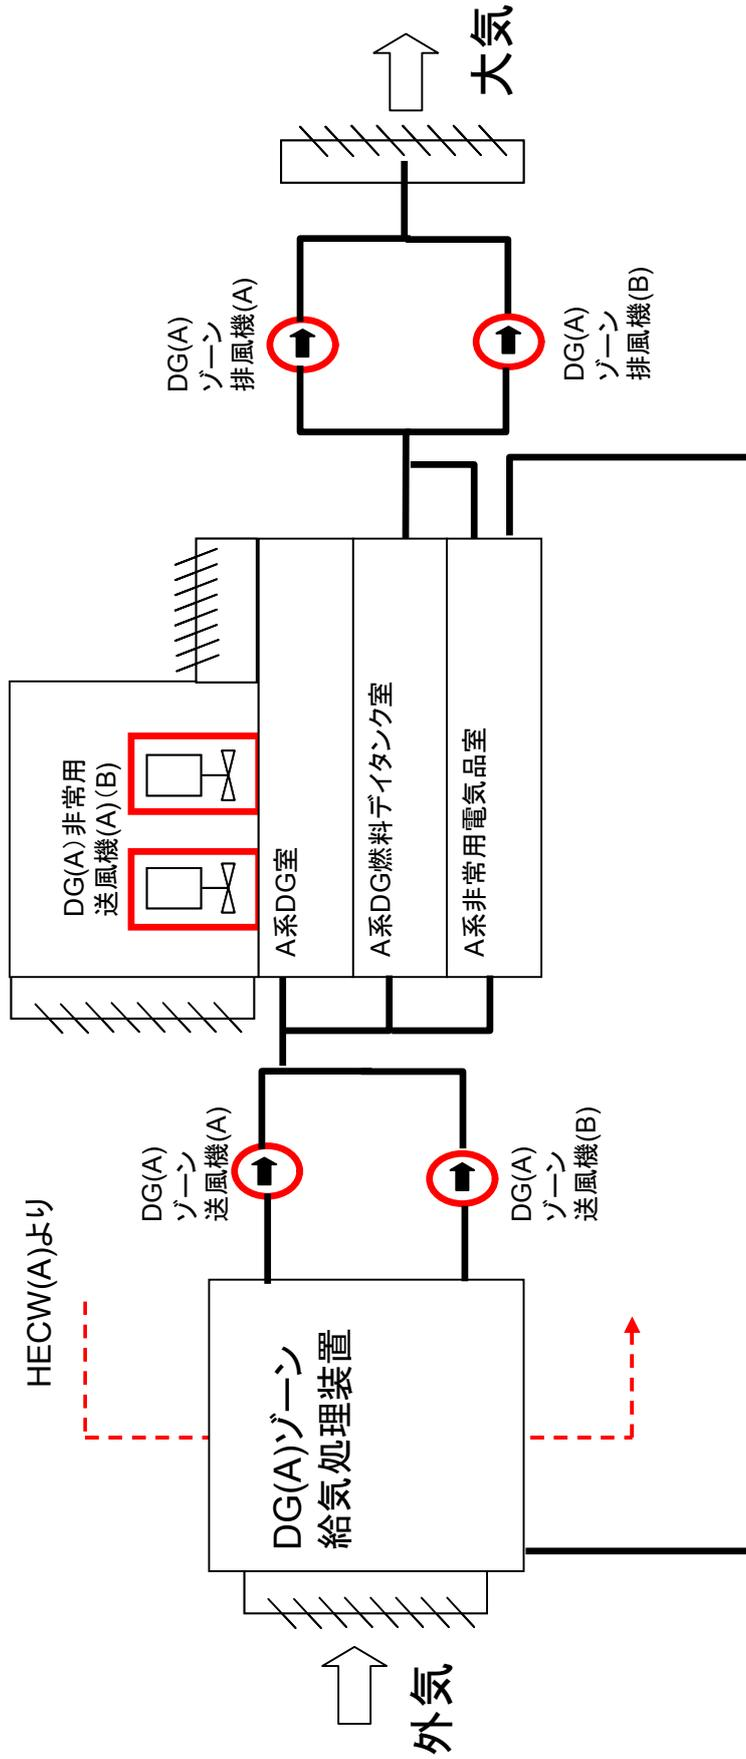 外気
DG(A)ゾーン
給気処理装置
HECW(A)より
DG(A)
ゾーン
送風機(A)
DG(A)
ゾーン
送風機(B)
DG(A)非常用
送風機(A)(B)
A系DG室
A系DG燃料デイタンク室
A系非常用電気品室
DG(A)
ゾーン
排風機(A)
DG(A)
ゾーン
排風機(B)
大気